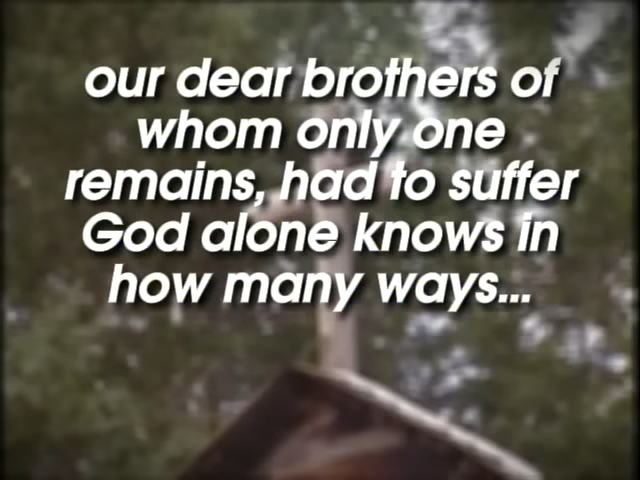 our dear brothers of
whom only one
remains, had to suffer
God alone knows in
how many ways...